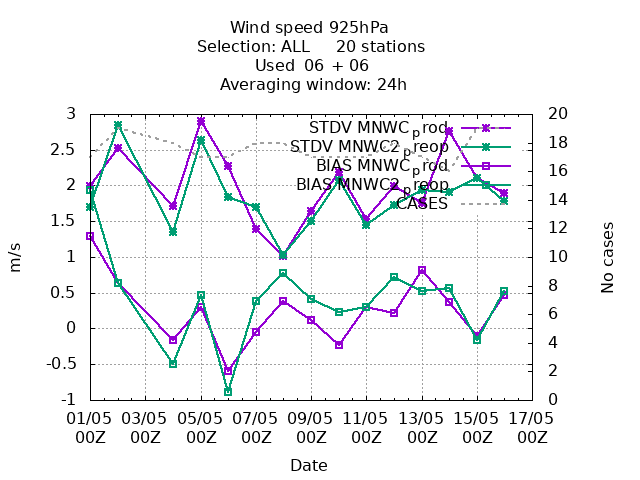 Wind speed 925hPa
Selection: ALL 20 stations
Used 06 + 06
Averaging window: 24h
3
2.5
2
1.5
1
0.5
0
-0.5
-1
m/s
20
18
16
14
12
10
8
6
4
2
0
No cases
STDV MNWC_prod
STDV MNWC2_preop
BIAS MNWC_prod
BIAS MNWC2_preop
CASES
01/05 03/05 05/05 07/05 09/05 11/05 13/05 15/05 17/05
00Z 00Z 00Z 00Z 00Z 00Z 00Z 00Z 00Z
Date